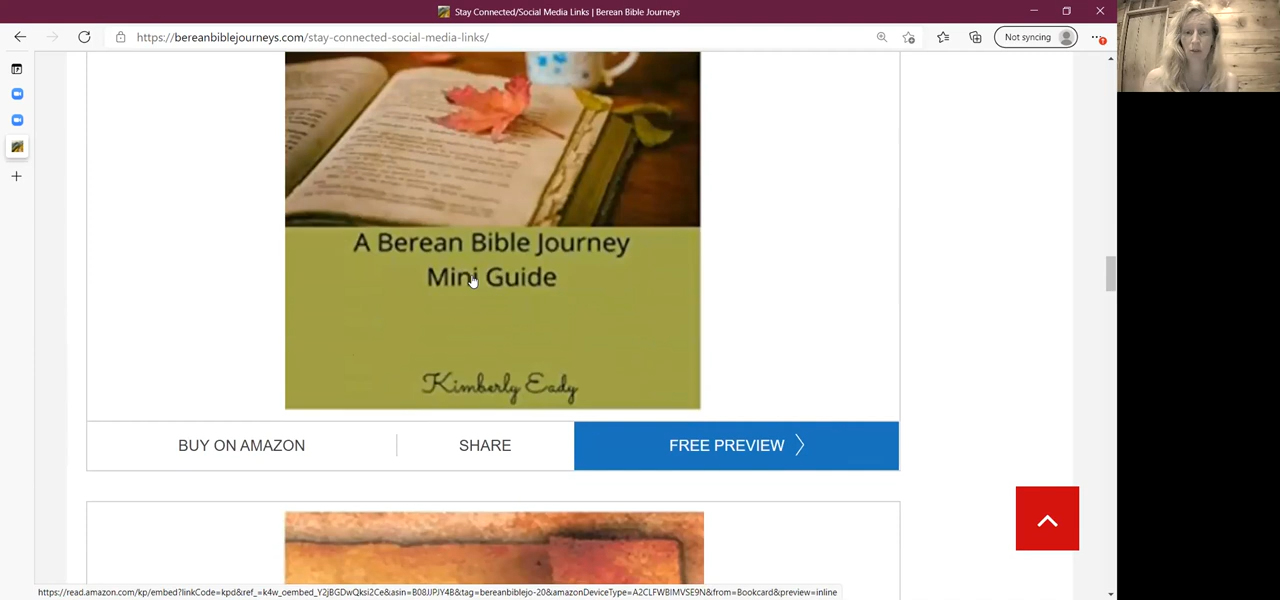 Stay Connected/Social Media Links | Berean Bible Journeys
https://bereanbiblejourneys.com/stay-connected-social-media-links/
Not syncing
A Berean Bible Journey
Mini Guide
Kimberly Eady
BUY ON AMAZON
SHARE
FREE PREVIEW
https://read.amazon.com/kp/embed?linkCode=kpd&ref_=k4w_oembed_Y2jBGDwQksi2Ce&asin=B08JJPJY4B&tag=bereanbiblejo-20&amazonDeviceType=A2CLFWBIMVSE9N&from=Bookcard&preview=inline